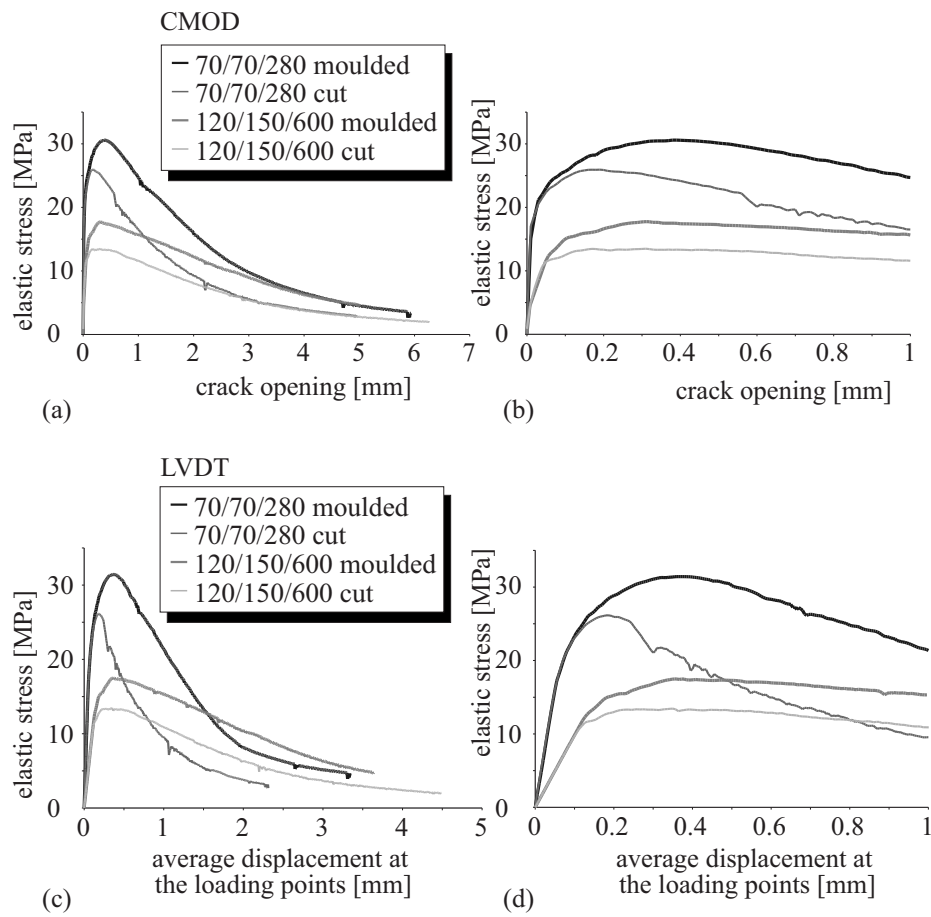 CMOD
70/70/280 moulded
70/70/280 cut
120/150/600 moulded
120/150/600 cut
elastic stress [MPa]
30
20
10
0
0 1 2 3 4 5 6 7
crack opening [mm]
(a)
elastic stress [MPa]
30
20
10
0
0 0.2 0.4 0.6 0.8 1
crack opening [mm]
(b)
LVDT
70/70/280 moulded
70/70/280 cut
120/150/600 moulded
120/150/600 cut
elastic stress [MPa]
30
20
10
0
0 1 2 3 4 5
average displacement at
the loading points [mm]
(c)
elastic stress [MPa]
30
20
10
0
0 0.2 0.4 0.6 0.8 1
average displacement at
the loading points [mm]
(d)